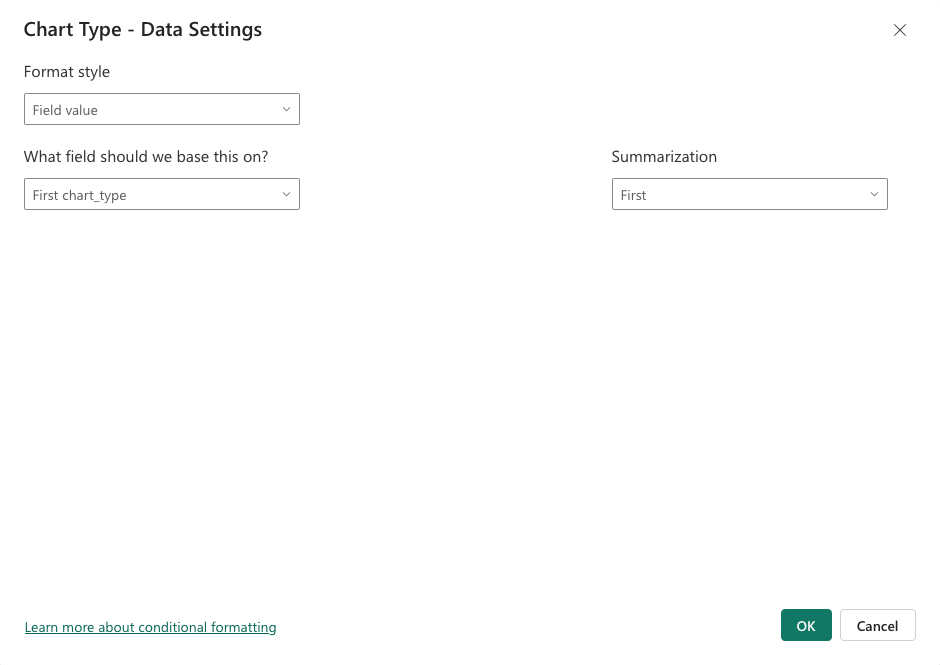 Chart Type - Data Settings
Format style
Field value
What field should we base this on?
Summarization
First chart_type
First
Learn more about conditional formatting
OK
Cancel